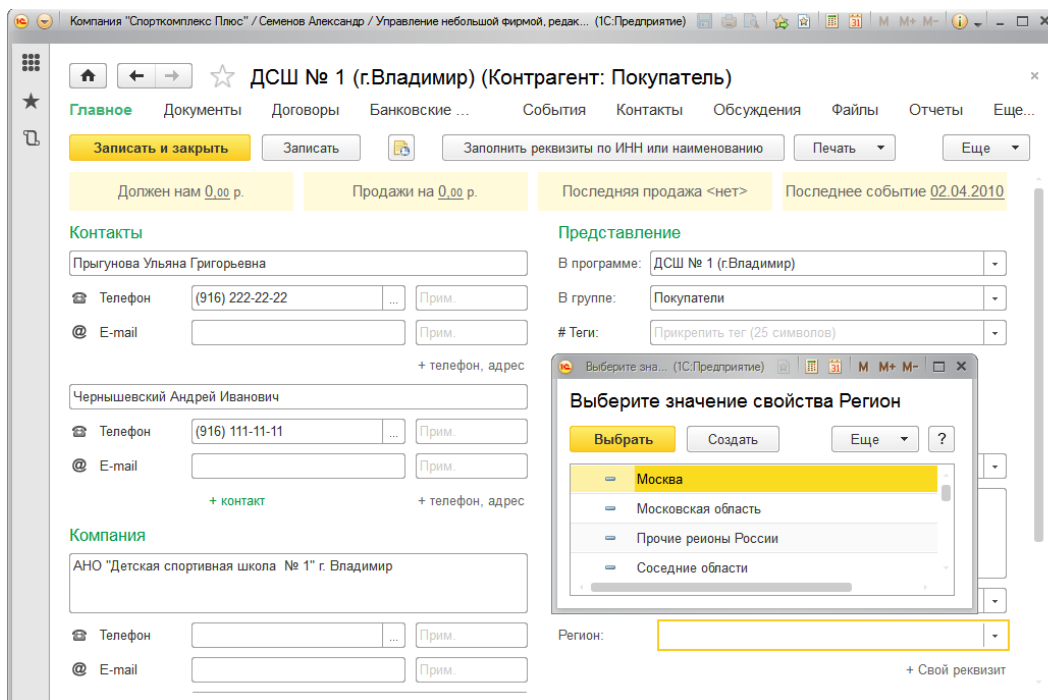 Компания "Спорткомплекс Плюс" / Семенов Александр / Управление небольшой фирмой, редак... (1С:Предприятие) M M+ M-
ДСШ № 1 (г.Владимир) (Контрагент: Покупатель)
Главное Документы Договоры Банковские ... События Контакты Обсуждения Файлы Отчеты Еще...
Записать и закрыть Записать Заполнить реквизиты по ИНН или наименованию Печать Еще
Должен нам 0,00 р. Продажи на 0,00 р. Последняя продажа <нет> Последнее событие 02.04.2010
Контакты
Прыгунова Ульяна Григорьевна
Телефон (916) 222-22-22 ... Прим.
@ E-mail Прим.
+ телефон, адрес
Чернышевский Андрей Иванович
Телефон (916) 111-11-11 ... Прим.
@ E-mail Прим.
+ контакт + телефон, адрес
Компания
АНО "Детская спортивная школа № 1" г. Владимир
Телефон ... Прим.
@ E-mail Прим.
Представление
В программе: ДСШ № 1 (г.Владимир)
В группе: Покупатели
# Теги: Прикрепить тег (25 символов)
Выберите зна... (1С:Предприятие) 31 M M+ M-
Выберите значение свойства Регион
Выбрать Создать Еще ?
Москва
Московская область
Прочие реионы России
Соседние области
Регион:
+ Свой реквизит